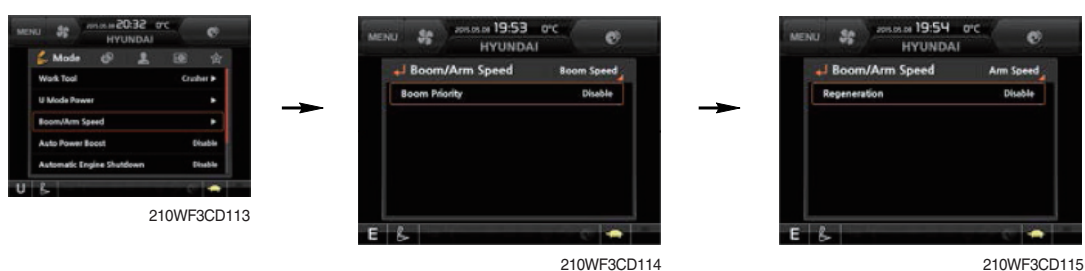 MENU 2015.05.08 20:32 0°C
HYUNDAI
Mode
Work Tool Crusher
U Mode Power
Boom/Arm Speed
Auto Power Boost Disable
Automatic Engine Shutdown Disable
U
210WF3CD113
MENU 2015.05.08 19:53 0°C
HYUNDAI
Boom/Arm Speed Boom Speed
Boom Priority Disable
E
210WF3CD114
MENU 2015.05.08 19:54 0°C
HYUNDAI
Boom/Arm Speed Arm Speed
Regeneration Disable
E
210WF3CD115